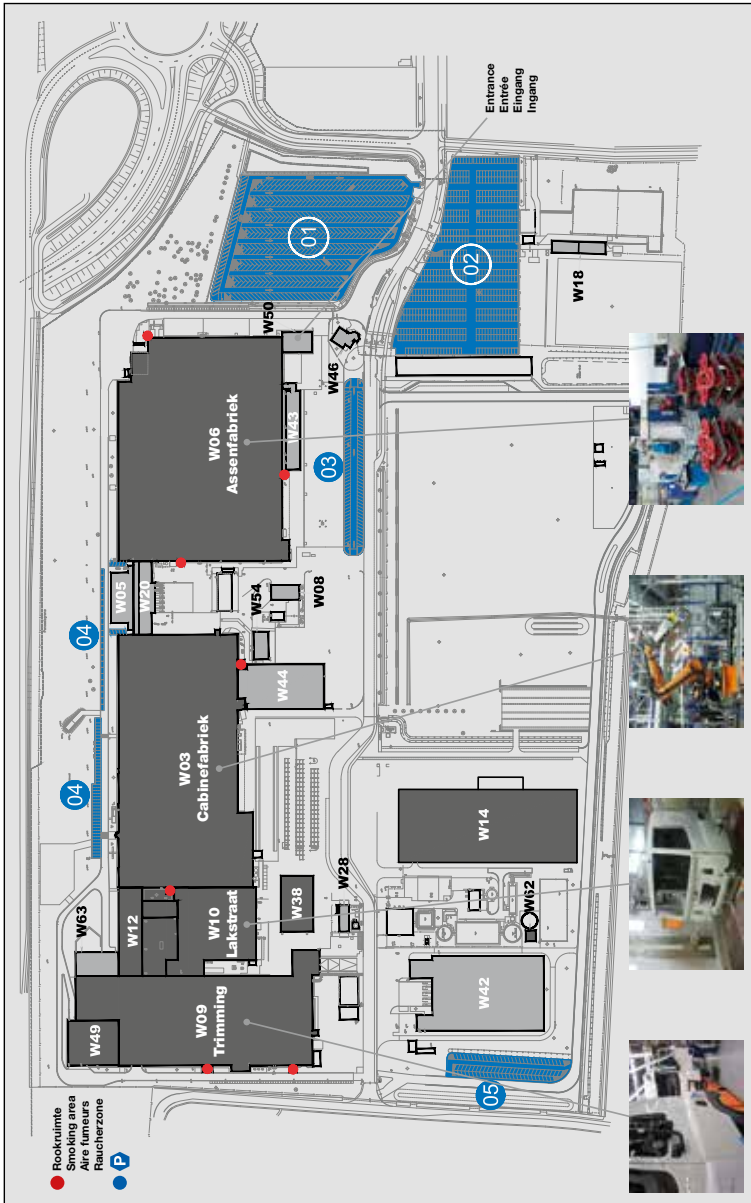 Rookruimte
Smoking area
Aire fumeurs
Raucherzone
P
W49
W63
W12
W09
Trimming
W10
Lakstraat
W38
W28
04
04
W03
Cabinefabriek
W44
W05
W20
W54
W08
W06
Assenfabriek
W43
W50
W46
03
01
02
Entrance
Entrée
Eingang
Ingang
W18
W14
W62
W42
05